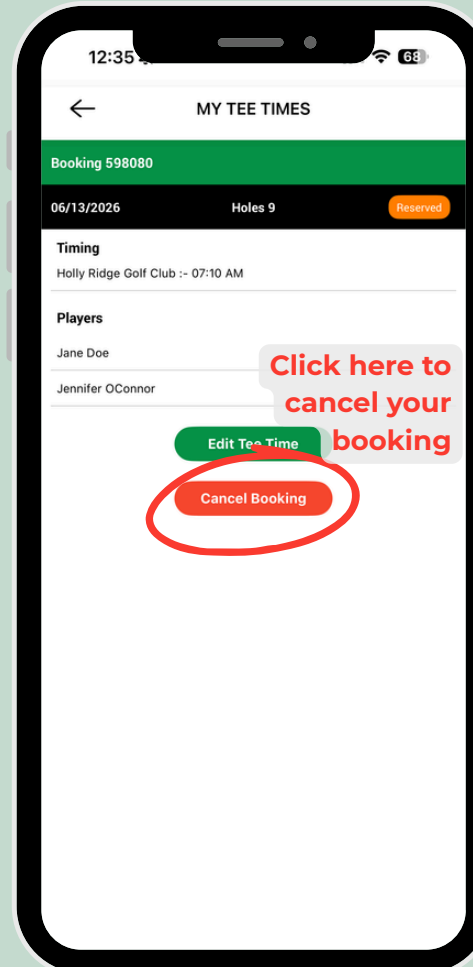 12:35
68
MY TEE TIMES
Booking 598080
06/13/2026 Holes 9 Reserved
Timing
Holly Ridge Golf Club :- 07:10 AM
Players
Jane Doe
Jennifer OConnor
Click here to
cancel your
booking
Edit Tee Time
Cancel Booking